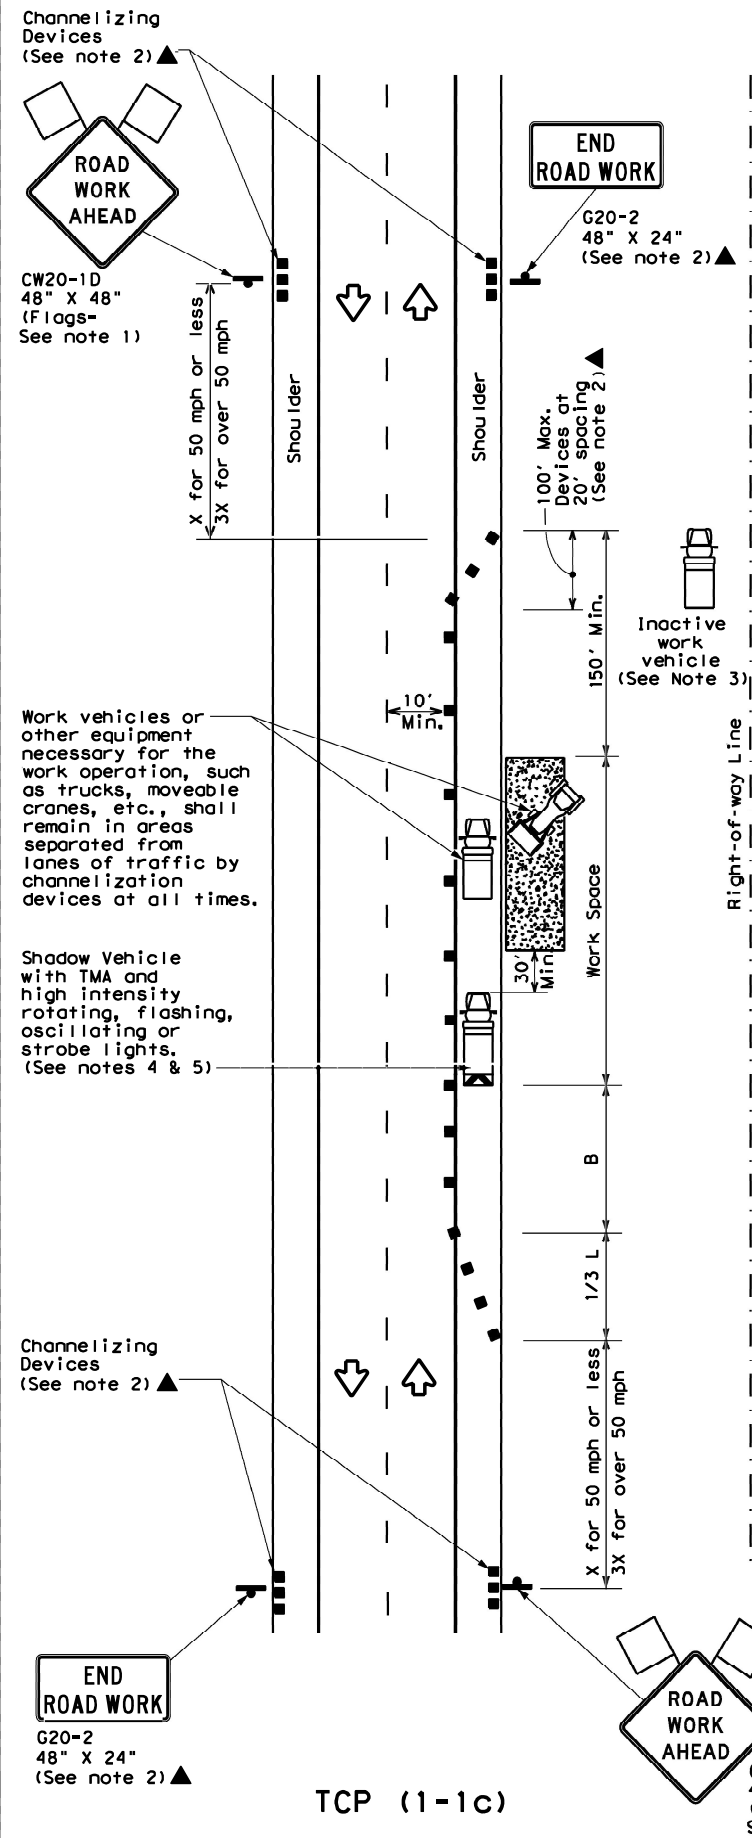 Channelizing
Devices
(See note 2)
ROAD
WORK
AHEAD
CW20-1D
48" X 48"
(Flags-
See note 1)
END
ROAD WORK
G20-2
48" X 24"
(See note 2)
X for 50 mph or less
3X for over 50 mph
Shoulder
Shoulder
100' Max.
Devices at
20' spacing
(See note 2)
150' Min.
Inactive
work
vehicle
(See Note 3)
Right-of-way Line
10'
Min.
Work vehicles or
other equipment
necessary for the
work operation, such
as trucks, moveable
cranes, etc., shall
remain in areas
separated from
lanes of traffic by
channelization
devices at all times.
Work Space
30'
Min.
Shadow Vehicle
with TMA and
high intensity
rotating, flashing,
oscillating or
strobe lights.
(See notes 4 & 5)
B
1/3 L
Channelizing
Devices
(See note 2)
X for 50 mph or less
3X for over 50 mph
END
ROAD WORK
G20-2
48" X 24"
(See note 2)
ROAD
WORK
AHEAD
TCP (1-1c)